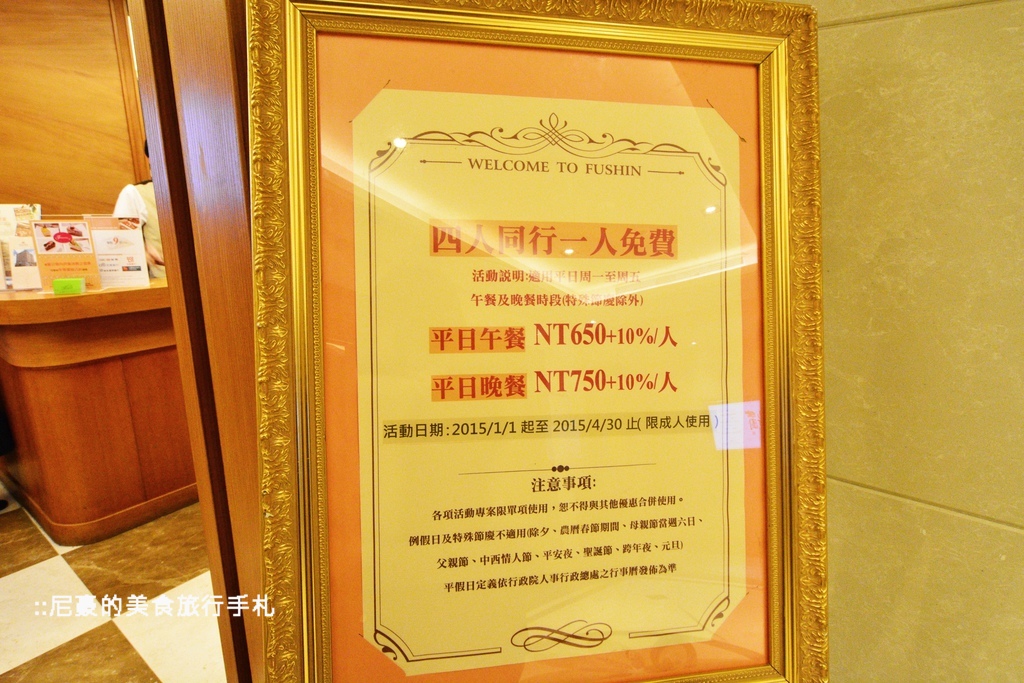 WELCOME TO FUSHIN
四人同行一人免費
活動說明:適用平日周一至周五
午餐及晚餐時段(特殊節慶除外)
平日午餐 NT650+10%/人
平日晚餐 NT750+10%/人
活動日期:2015/1/1 起至 2015/4/30 止( 限成人使用 )
注意事項:
各項活動專案限單項使用，恕不得與其他優惠合併使用。
例假日及特殊節慶不適用(除夕、農曆春節期間、母親節當週六日、
父親節、中西情人節、平安夜、聖誕節、跨年夜、元旦)
平假日定義依行政院人事行政總處之行事曆發佈為準
::尼豪的美食旅行手札